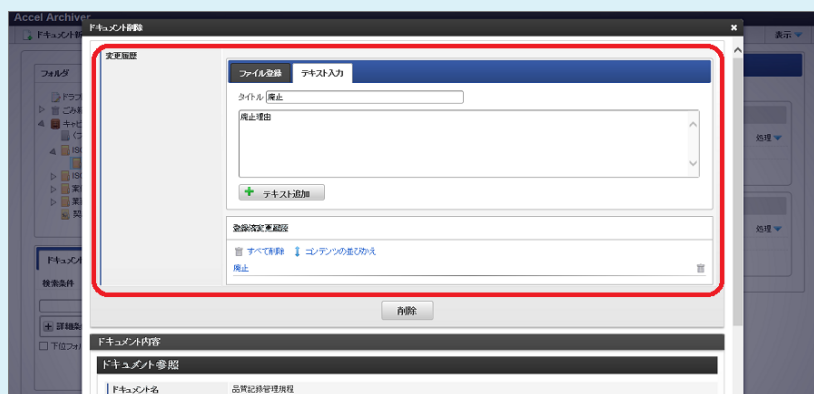 Accel Archiver
ドキュメント削除
表示
変更履歴
フォルダ
ファイル登録 テキスト入力
タイトル 廃止
廃止理由
テキスト追加
登録済変更履歴
すべて削除 コンテンツの並びかえ
廃止
処理
処理
検索条件
削除
ドキュメント内容
ドキュメント参照
ドキュメント名 品質記録管理規程